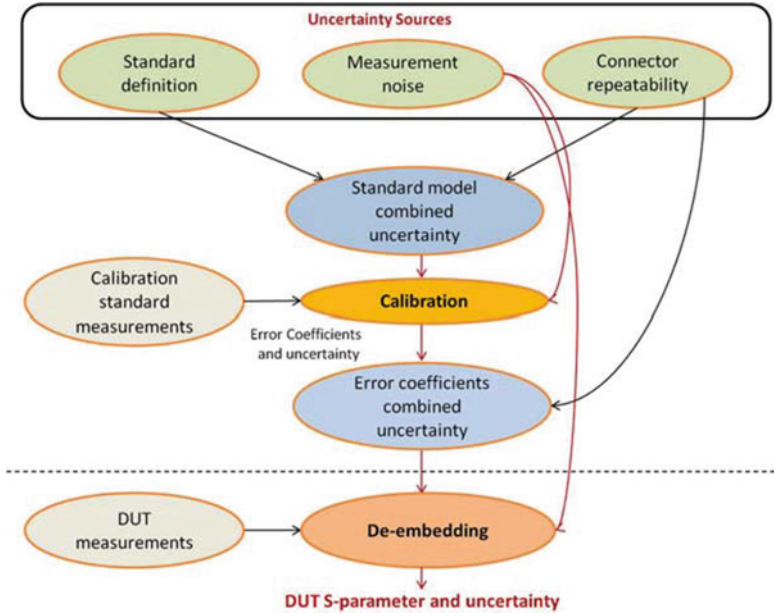 Uncertainty Sources
Standard
definition
Measurement
noise
Connector
repeatability
Standard model
combined
uncertainty
Calibration
standard
measurements
Calibration
Error Coefficients
and uncertainty
Error coefficients
combined
uncertainty
DUT
measurements
De-embedding
DUT S-parameter and uncertainty